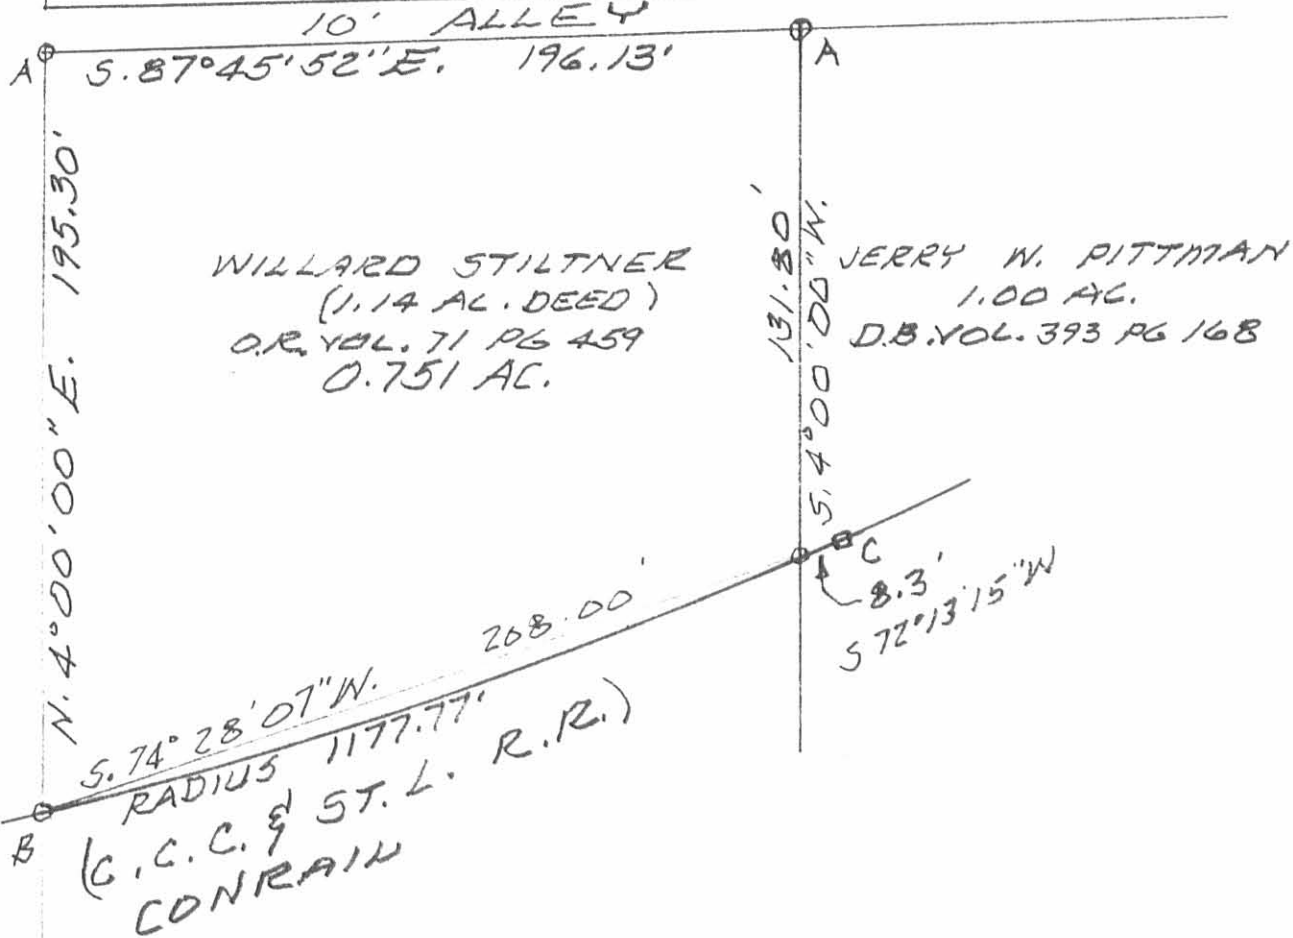 10' ALLEY
A
S. 87°45'52" E. 196.13'
A
N. 4°00'00" E. 195.30'
WILLARD STILTNER
(1.14 AC. DEED)
O.R. VOL. 71 PG 459
0.751 AC.
131.80'
S. 4°00'00" W.
JERRY W. PITTMAN
1.00 AC.
D.B. VOL. 393 PG 168
C
8.3'
S 72°13'15" W
S. 74°28'07" W. 208.00'
RADIUS 1177.77'
B
(C.C.C. & ST. L. R.R.)
CONRAIL